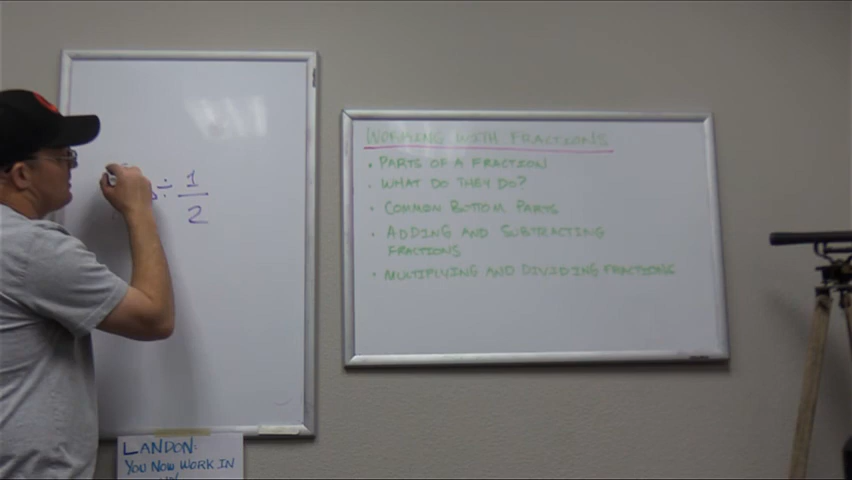 ÷ 1
2
WORKING WITH FRACTIONS
• PARTS OF A FRACTION
• WHAT DO THEY DO?
• COMMON BOTTOM PARTS
• ADDING AND SUBTRACTING
FRACTIONS
• MULTIPLYING AND DIVIDING FRACTIONS
LANDON:
YOU NOW WORK IN